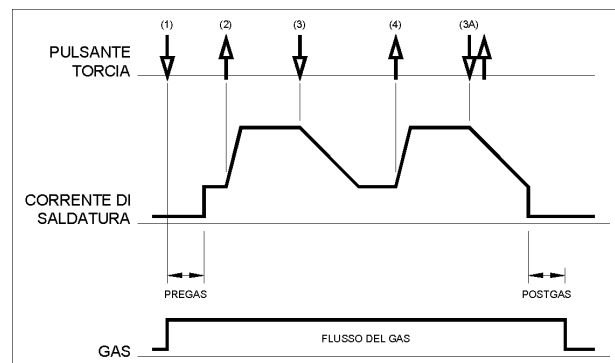 (1) (2) (3) (4) (3A)
PULSANTE
TORCIA
CORRENTE DI
SALDATURA
PREGAS POSTGAS
FLUSSO DEL GAS
GAS